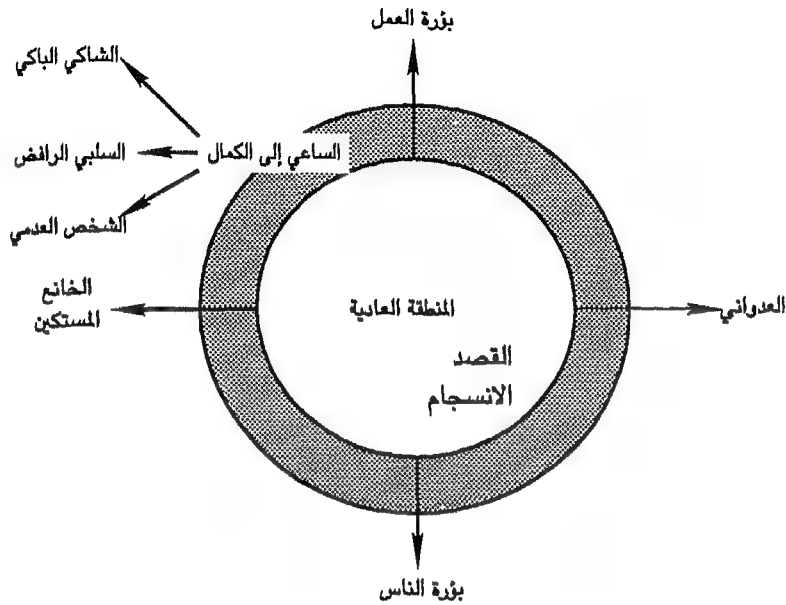 بؤرة العمل
الشاكي الباكي
الساعي إلى الكمال
السلبي الرافض
الشخص العدمي
الخانع
المستكين
المنطقة العادية
العدواني
القصد
الانسجام
بؤرة الناس